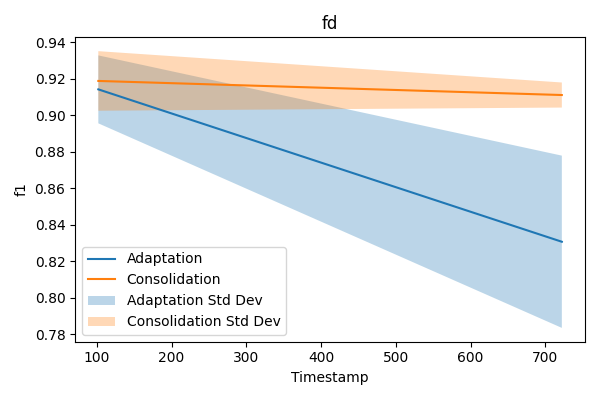 fd
f1
0.94
0.92
0.90
0.88
0.86
0.84
0.82
0.80
0.78
Adaptation
Consolidation
Adaptation Std Dev
Consolidation Std Dev
100 200 300 400 500 600 700
Timestamp